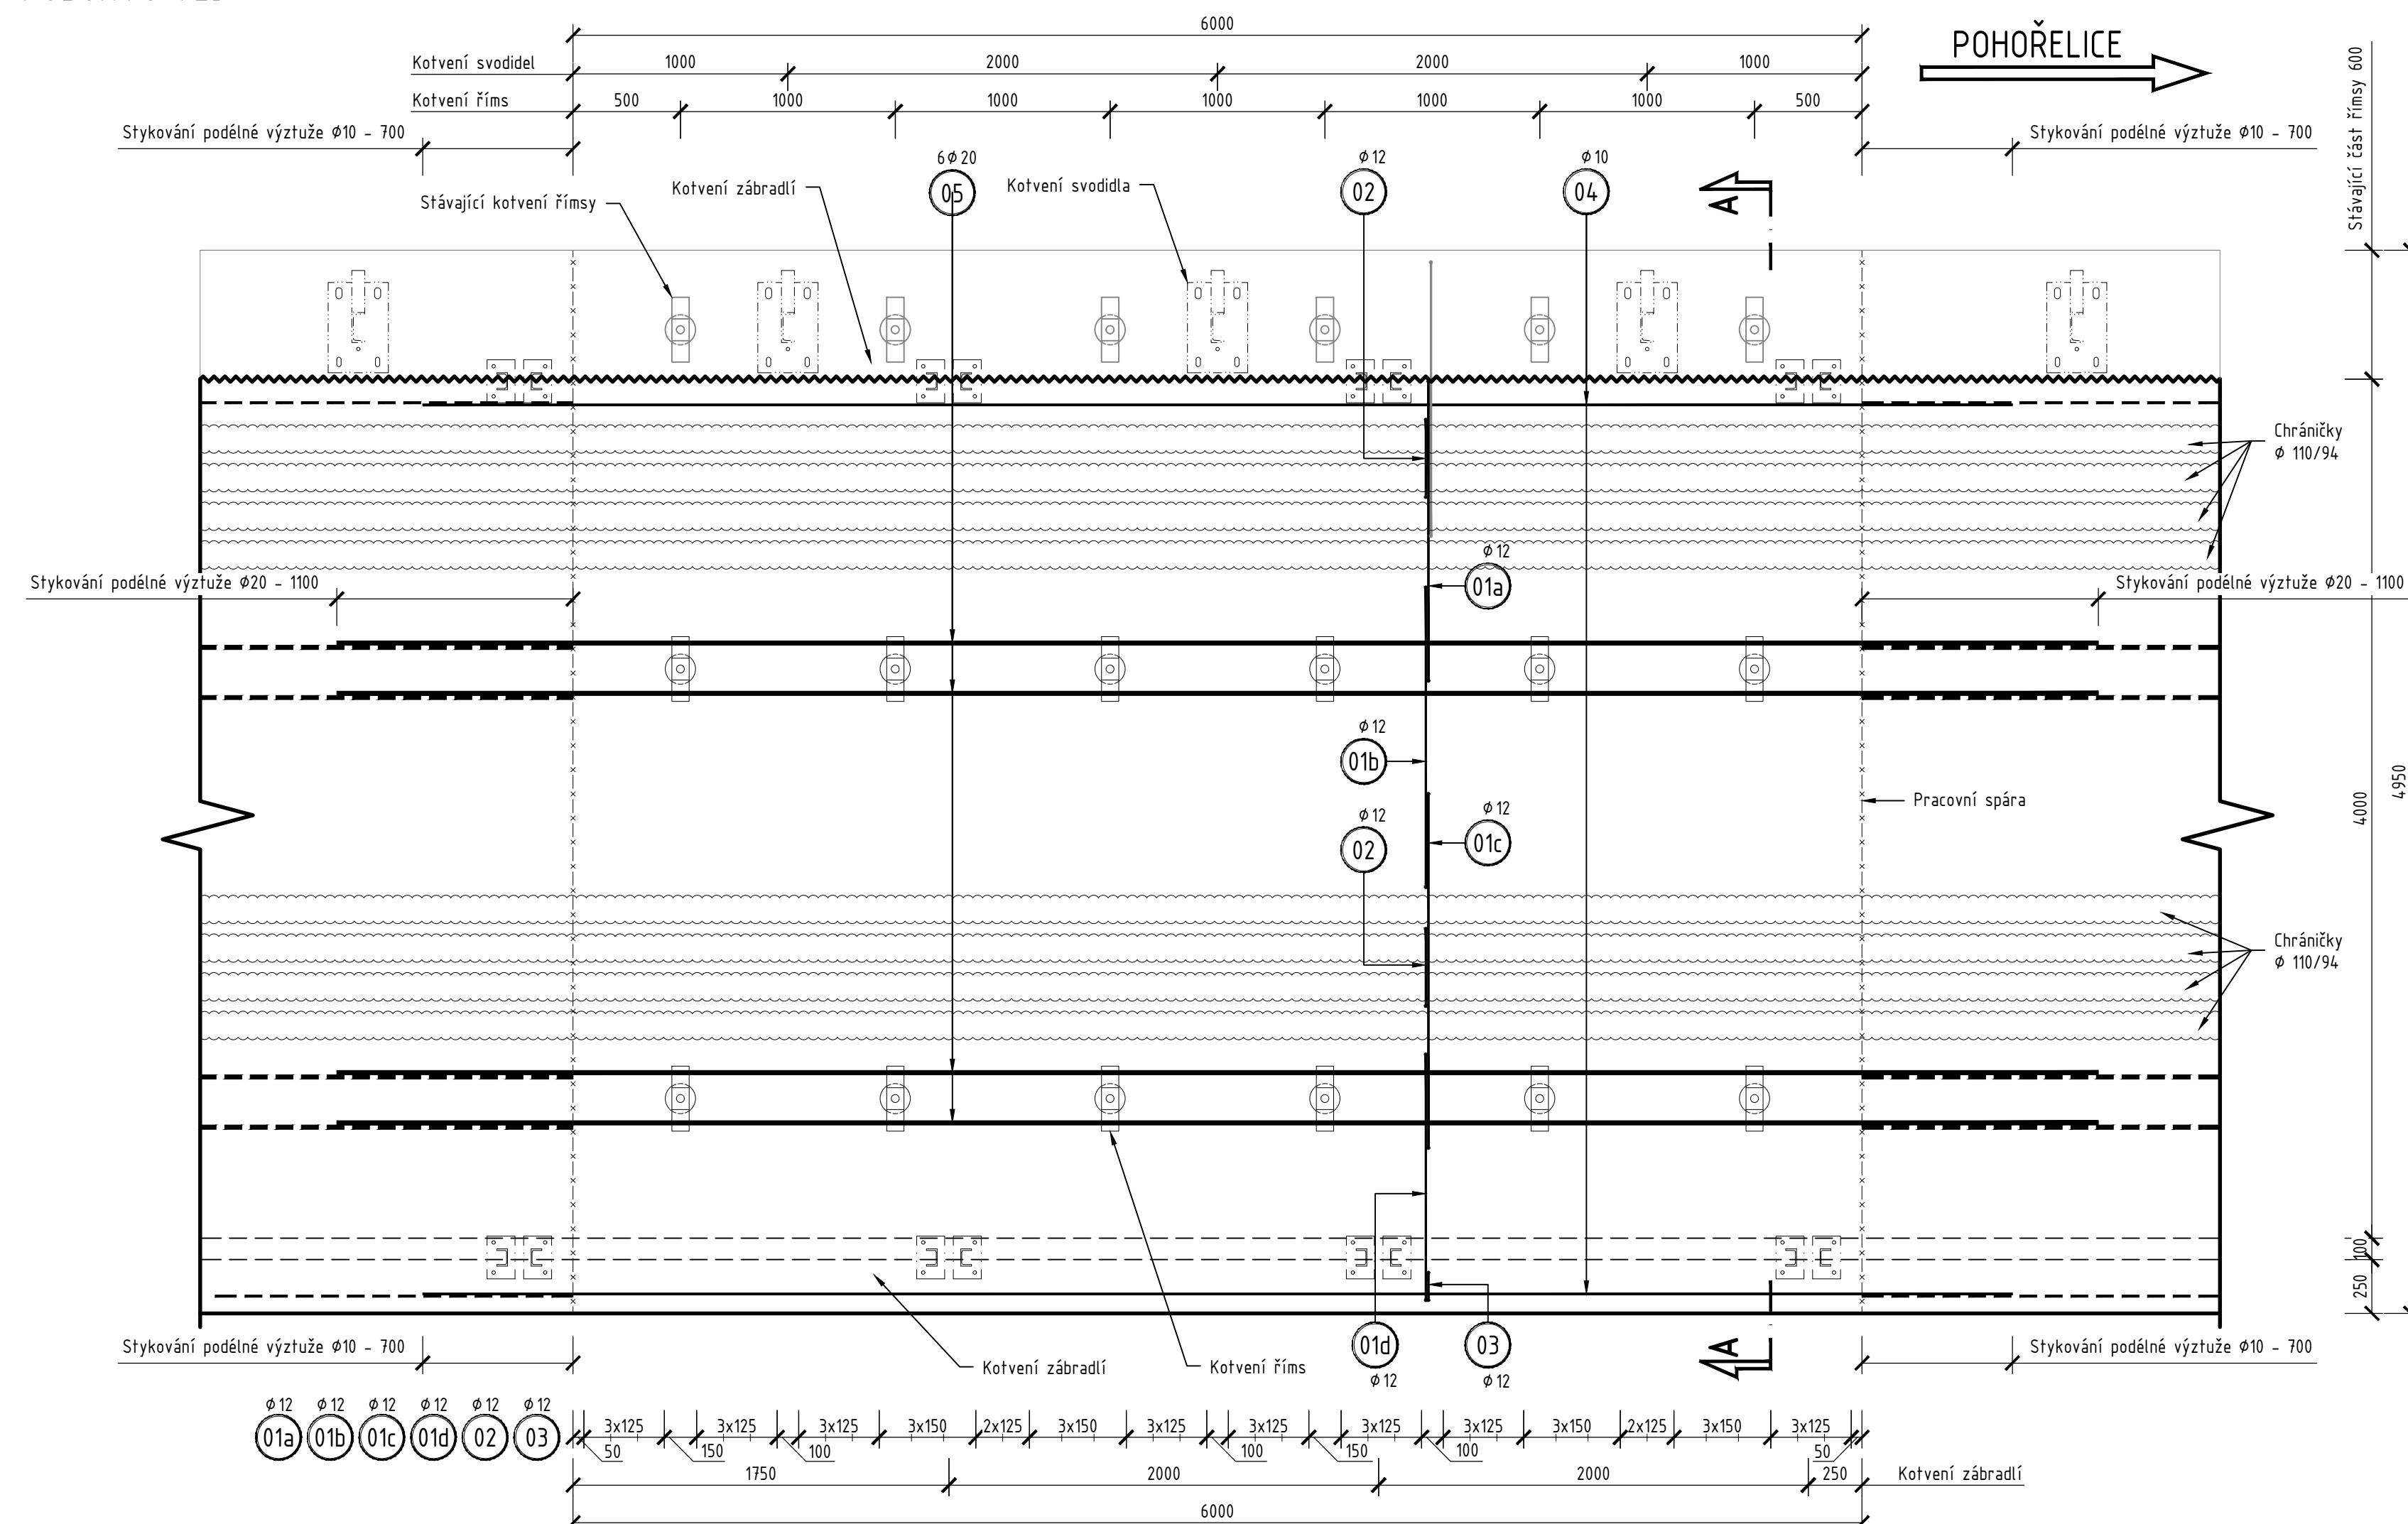 6000
POHOŘELICE
Kotvení svodidel
1000
2000
2000
1000
Kotvení říms
500
1000
1000
1000
1000
1000
500
Stávající část římsy 600
Stykování podélné výztuže Ø10 - 700
Stykování podélné výztuže Ø10 - 700
6Ø20
05
Ø12
02
Ø10
04
Kotvení zábradlí
Kotvení svodidla
Stávající kotvení římsy
A
Chráničky
Ø 110/94
Ø12
01a
Stykování podélné výztuže Ø20 - 1100
Stykování podélné výztuže Ø20 - 1100
Ø12
01b
Pracovní spára
4000
4950
Ø12
02
Ø12
01c
Chráničky
Ø 110/94
100
250
01d
Ø12
03
Ø12
A
Stykování podélné výztuže Ø10 - 700
Kotvení zábradlí
Kotvení říms
Stykování podélné výztuže Ø10 - 700
Ø12 Ø12 Ø12 Ø12 Ø12 Ø12
01a 01b 01c 01d 02 03
3x125 3x125 3x125 3x150 2x125 3x150 3x125 3x125 3x125 3x125 3x150 2x125 3x150 3x125
50 150 100 100 150 100 50
1750 2000 2000 250 Kotvení zábradlí
6000